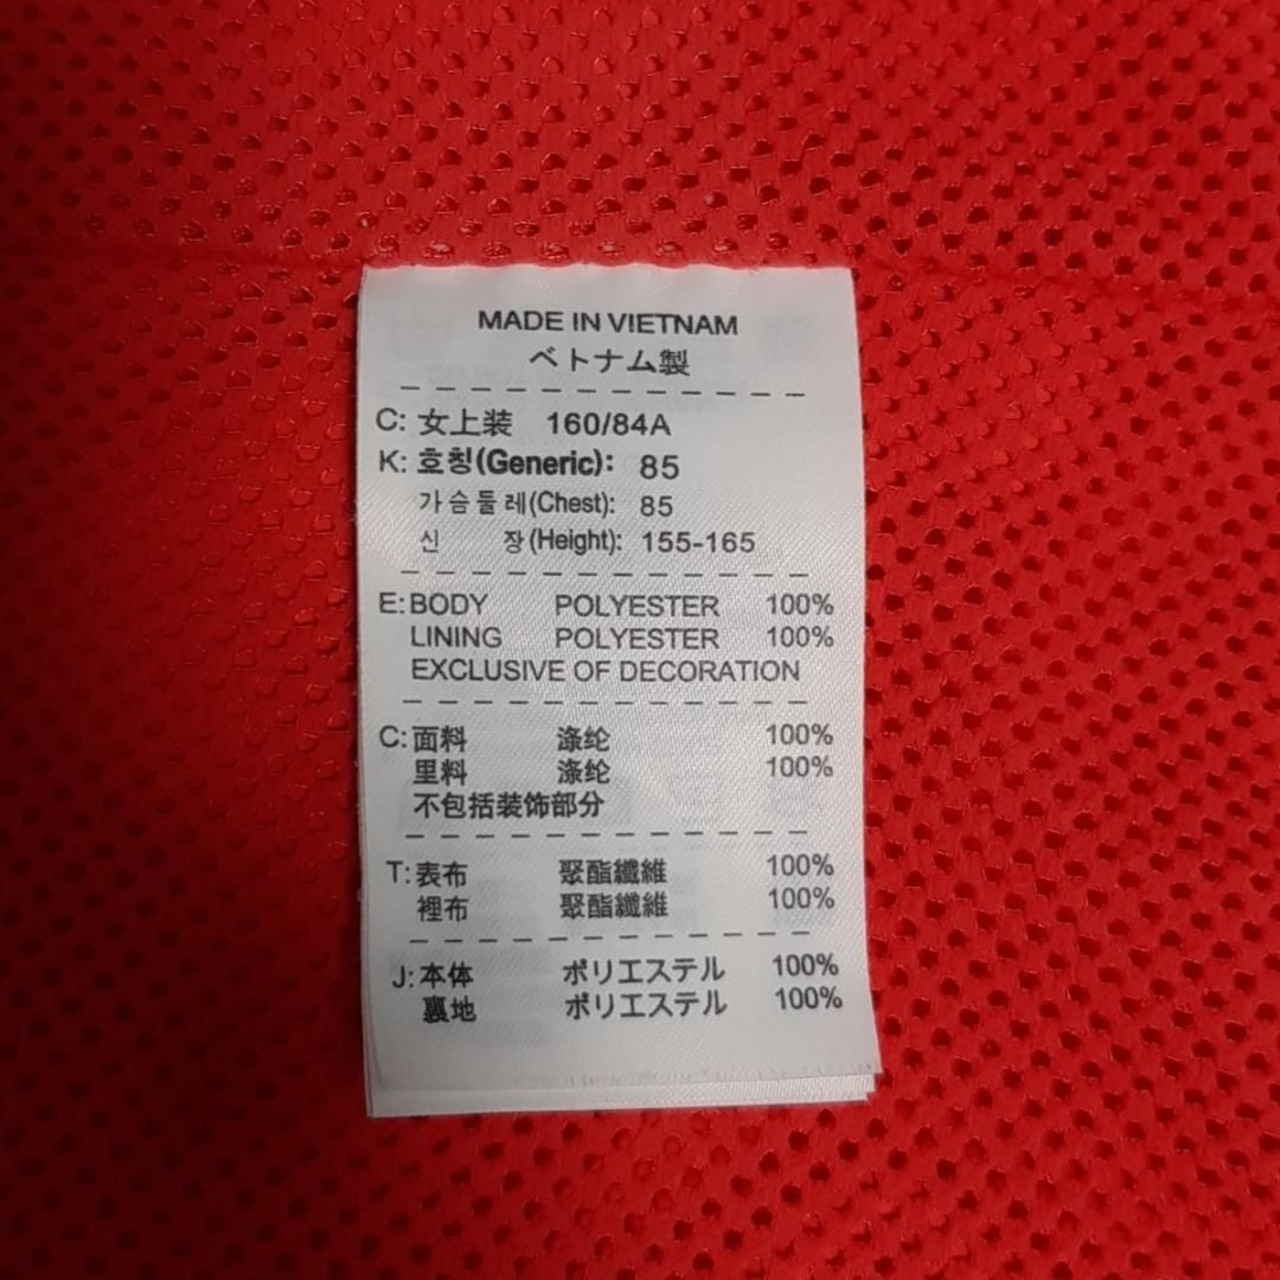 MADE IN VIETNAM
ベトナム製
C: 女上装 160/84A
K: 호칭(Generic): 85
가슴둘레(Chest): 85
신 장(Height): 155-165
E: BODY POLYESTER 100%
LINING POLYESTER 100%
EXCLUSIVE OF DECORATION
C: 面料 涤纶 100%
里料 涤纶 100%
不包括装饰部分
T: 表布 聚酯纖維 100%
裡布 聚酯纖維 100%
J: 本体 ポリエステル 100%
裏地 ポリエステル 100%